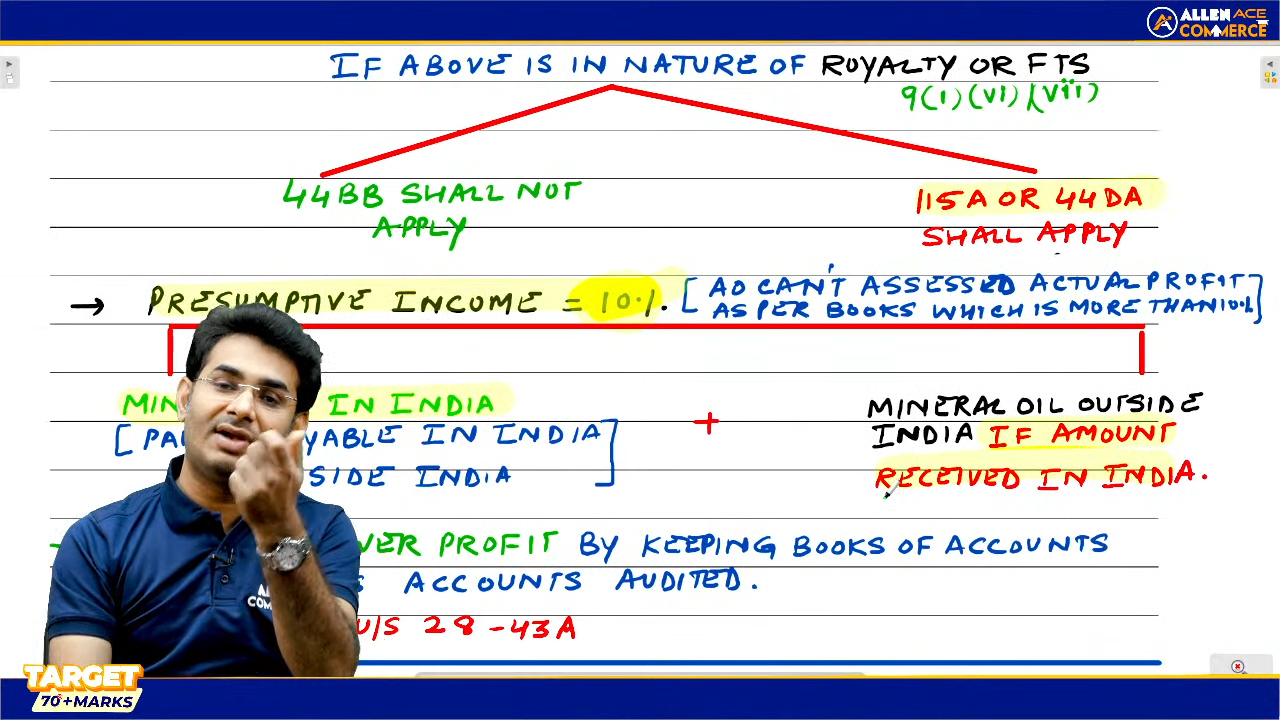 ALLEN ACE
COMMERCE
IF ABOVE IS IN NATURE OF ROYALTY OR FTS
9(1)(vi)/(vii)
44BB SHALL NOT
APPLY
115A OR 44DA
SHALL APPLY
→ PRESUMPTIVE INCOME = 10%. [AO CAN'T ASSESSED ACTUAL PROFIT
AS PER BOOKS WHICH IS MORE THAN 10%]
IN INDIA
IN INDIA
INDIA
+
MINERAL OIL OUTSIDE
INDIA IF AMOUNT
RECEIVED IN INDIA.
PROFIT BY KEEPING BOOKS OF ACCOUNTS
ACCOUNTS AUDITED.
U/S 28-43A
TARGET
70+MARKS